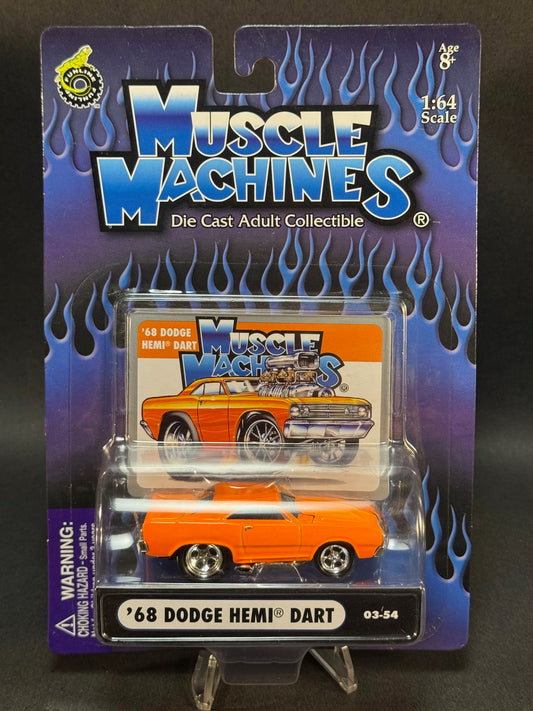 FUNLINE
Age
8+
1:64
Scale
MUSCLE
MACHINES®
Die Cast Adult Collectible
'68 DODGE
HEMI® DART
MUSCLE
MACHINES®
WARNING:
CHOKING HAZARD - Small Parts.
'68 DODGE HEMI® DART
03-54